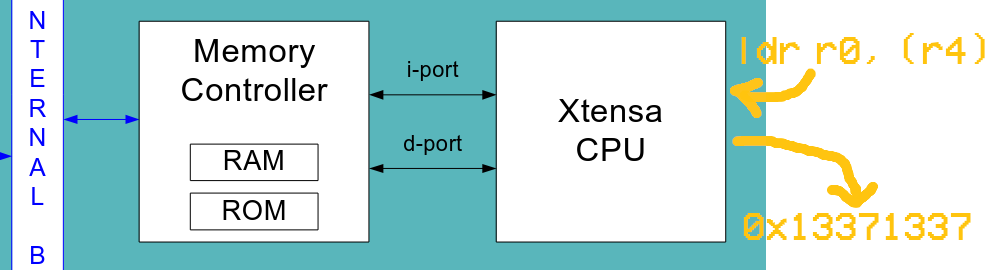 N
T
E
R
N
A
L
B
Memory
Controller
RAM
ROM
i-port
d-port
Xtensa
CPU
ldr r0, (r4)
0x13371337